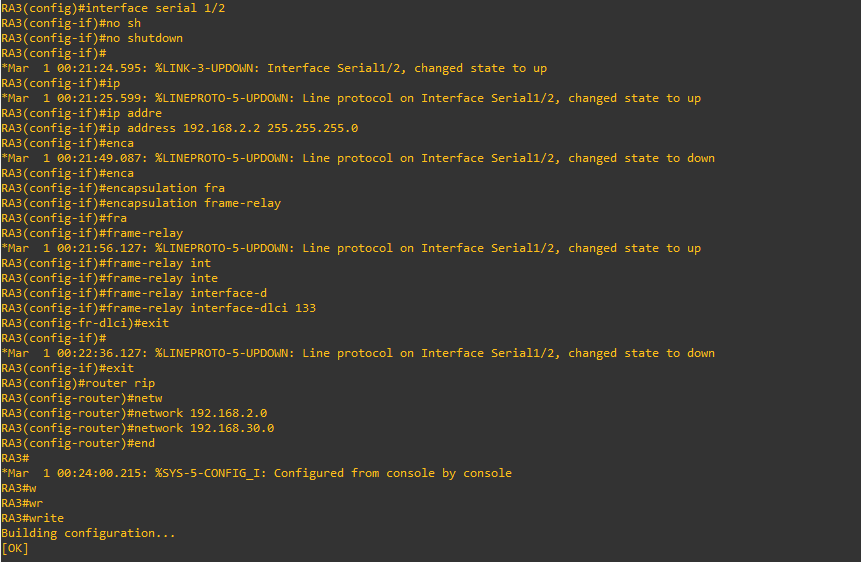 RA3(config)#interface serial 1/2
RA3(config-if)#no sh
RA3(config-if)#no shutdown
RA3(config-if)#
*Mar  1 00:21:24.595: %LINK-3-UPDOWN: Interface Serial1/2, changed state to up
RA3(config-if)#ip
*Mar  1 00:21:25.599: %LINEPROTO-5-UPDOWN: Line protocol on Interface Serial1/2, changed state to up
RA3(config-if)#ip addre
RA3(config-if)#ip address 192.168.2.2 255.255.255.0
RA3(config-if)#enca
*Mar  1 00:21:49.087: %LINEPROTO-5-UPDOWN: Line protocol on Interface Serial1/2, changed state to down
RA3(config-if)#enca
RA3(config-if)#encapsulation fra
RA3(config-if)#encapsulation frame-relay
RA3(config-if)#fra
RA3(config-if)#frame-relay
*Mar  1 00:21:56.127: %LINEPROTO-5-UPDOWN: Line protocol on Interface Serial1/2, changed state to up
RA3(config-if)#frame-relay int
RA3(config-if)#frame-relay inte
RA3(config-if)#frame-relay interface-d
RA3(config-if)#frame-relay interface-dlci 133
RA3(config-fr-dlci)#exit
RA3(config-if)#
*Mar  1 00:22:36.127: %LINEPROTO-5-UPDOWN: Line protocol on Interface Serial1/2, changed state to down
RA3(config-if)#exit
RA3(config)#router rip
RA3(config-router)#netw
RA3(config-router)#network 192.168.2.0
RA3(config-router)#network 192.168.30.0
RA3(config-router)#end
RA3#
*Mar  1 00:24:00.215: %SYS-5-CONFIG_I: Configured from console by console
RA3#w
RA3#wr
RA3#write
Building configuration...
[OK]